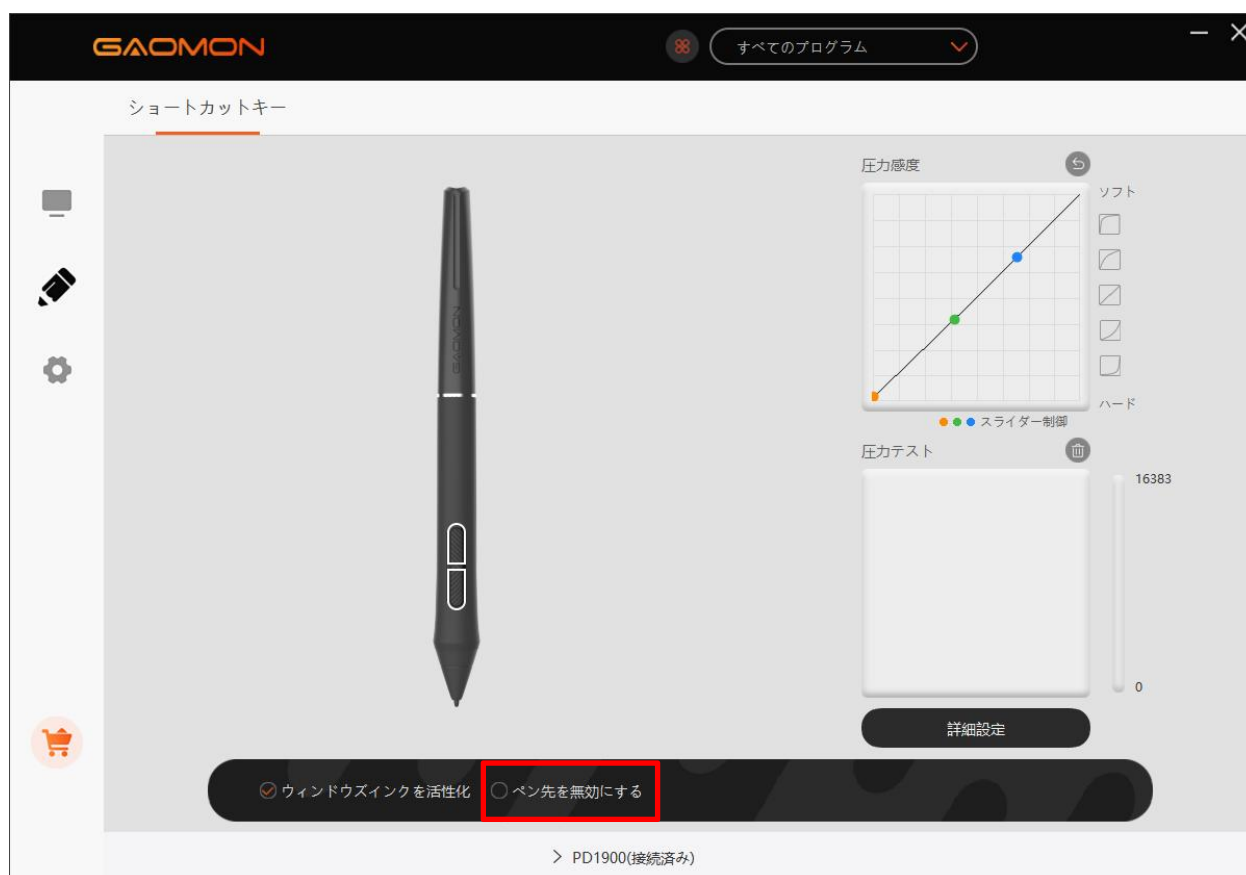 GAOMON
すべてのプログラム
ショートカットキー
圧力感度
ソフト
GAOMON
ハード
スライダー制御
圧力テスト
16383
0
詳細設定
ウィンドウズインクを活性化
ペン先を無効にする
PD1900(接続済み)